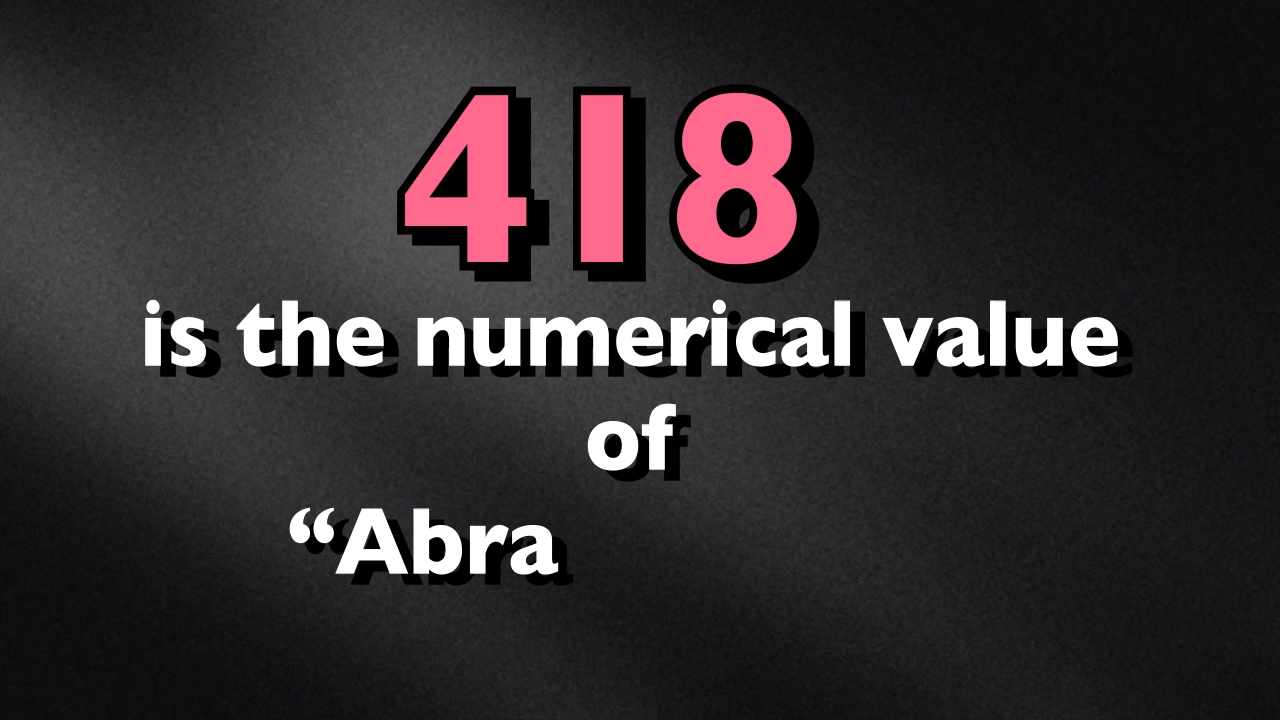 418
is the numerical value
of
“Abra